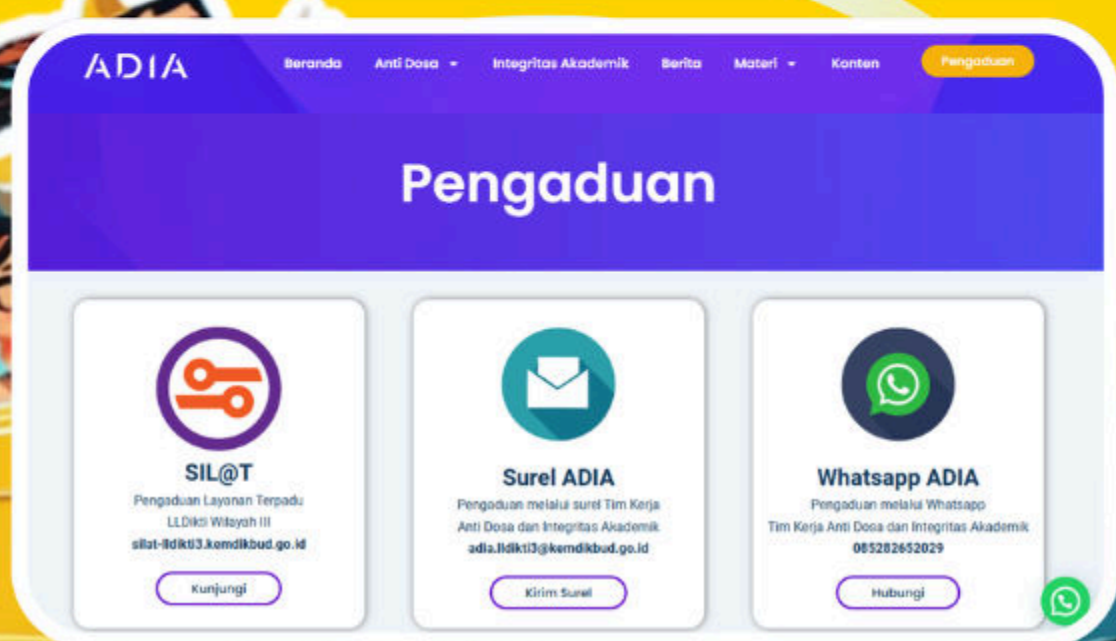 ADIA
Beranda Anti Dosa Integritas Akademik Berita Materi Konten Pengaduan
Pengaduan
SIL@T
Pengaduan Layanan Terpadu
LLDikti Wilayah III
silat-lldikti3.kemdikbud.go.id
Kunjungi
Surel ADIA
Pengaduan melalui surel Tim Kerja
Anti Dosa dan Integritas Akademik
adia.lldikti3@kemdikbud.go.id
Kirim Surel
Whatsapp ADIA
Pengaduan melalui Whatsapp
Tim Kerja Anti Dosa dan Integritas Akademik
085282652029
Hubungi